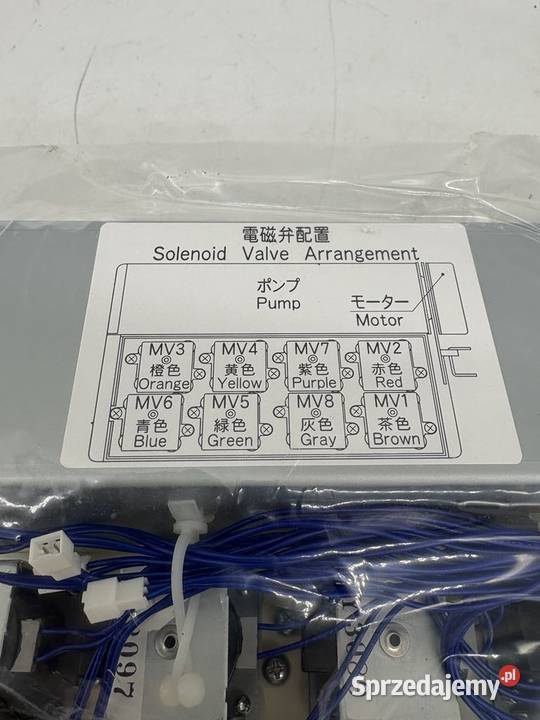 電磁弁配置
Solenoid Valve Arrangement
ポンプ
Pump
モーター
Motor
MV3 MV4 MV7 MV2
橙色 黄色 紫色 赤色
Orange Yellow Purple Red
MV6 MV5 MV8 MV1
青色 緑色 灰色 茶色
Blue Green Gray Brown
Sprzedajemy.pl